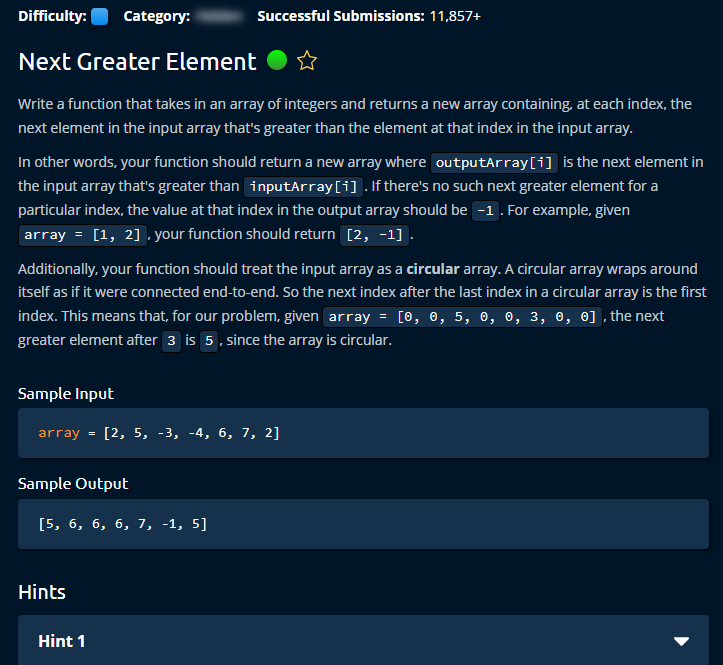 Difficulty: Category: Successful Submissions: 11,857+
Next Greater Element
Write a function that takes in an array of integers and returns a new array containing, at each index, the
next element in the input array that's greater than the element at that index in the input array.
In other words, your function should return a new array where outputArray[i] is the next element in
the input array that's greater than inputArray[i]. If there's no such next greater element for a
particular index, the value at that index in the output array should be -1. For example, given
array = [1, 2], your function should return [2, -1].
Additionally, your function should treat the input array as a circular array. A circular array wraps around
itself as if it were connected end-to-end. So the next index after the last index in a circular array is the first
index. This means that, for our problem, given array = [0, 0, 5, 0, 0, 3, 0, 0], the next
greater element after 3 is 5, since the array is circular.
Sample Input
array = [2, 5, -3, -4, 6, 7, 2]
Sample Output
[5, 6, 6, 6, 7, -1, 5]
Hints
Hint 1